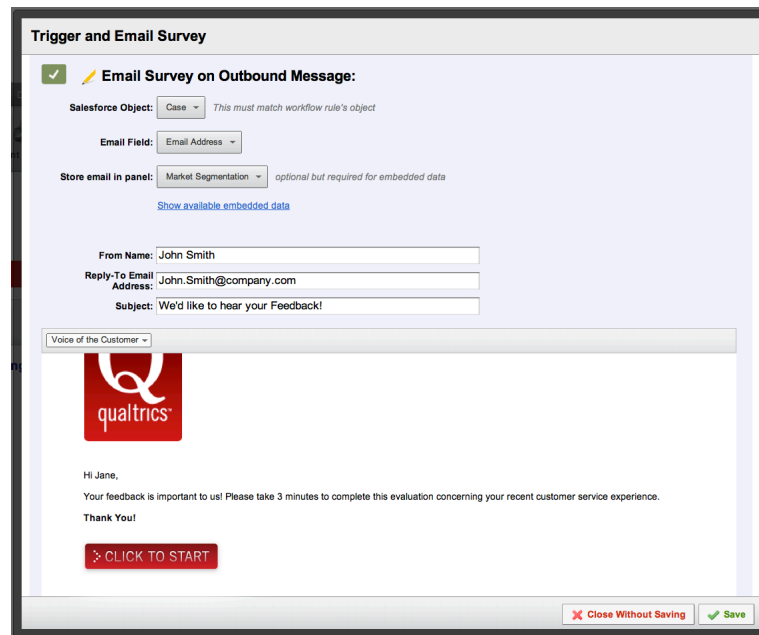 Trigger and Email Survey
Email Survey on Outbound Message:
Salesforce Object: Case This must match workflow rule's object
Email Field: Email Address
Store email in panel: Market Segmentation optional but required for embedded data
Show available embedded data
From Name: John Smith
Reply-To Email
Address: John.Smith@company.com
Subject: We'd like to hear your Feedback!
Voice of the Customer
qualtrics™
Hi Jane,
Your feedback is important to us! Please take 3 minutes to complete this evaluation concerning your recent customer service experience.
Thank You!
CLICK TO START
Close Without Saving Save